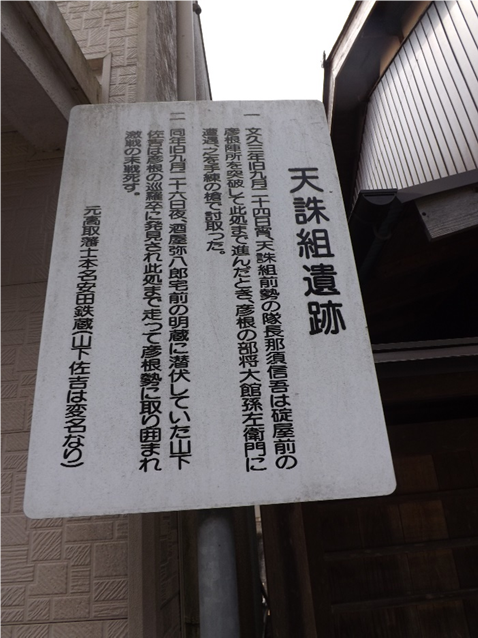 天誅組遺跡
一 文久三年旧九月二十四日宵、天誅組前勢の隊長那須信吾は碇屋前の
彦根陣所を突破して此処まで進んだとき、彦根の部将大館孫左衛門に
遭遇、之を手練の槍で討取った。
二 同年旧九月二十六日夜、酒屋弥八郎宅前の明蔵に潜伏していた山下
佐吉は彦根の巡羅卒に発見され此処まで走って彦根勢に取り囲まれ
激戦の末戦死す。
元高取藩士本名安田鉄蔵(山下佐吉は変名なり)